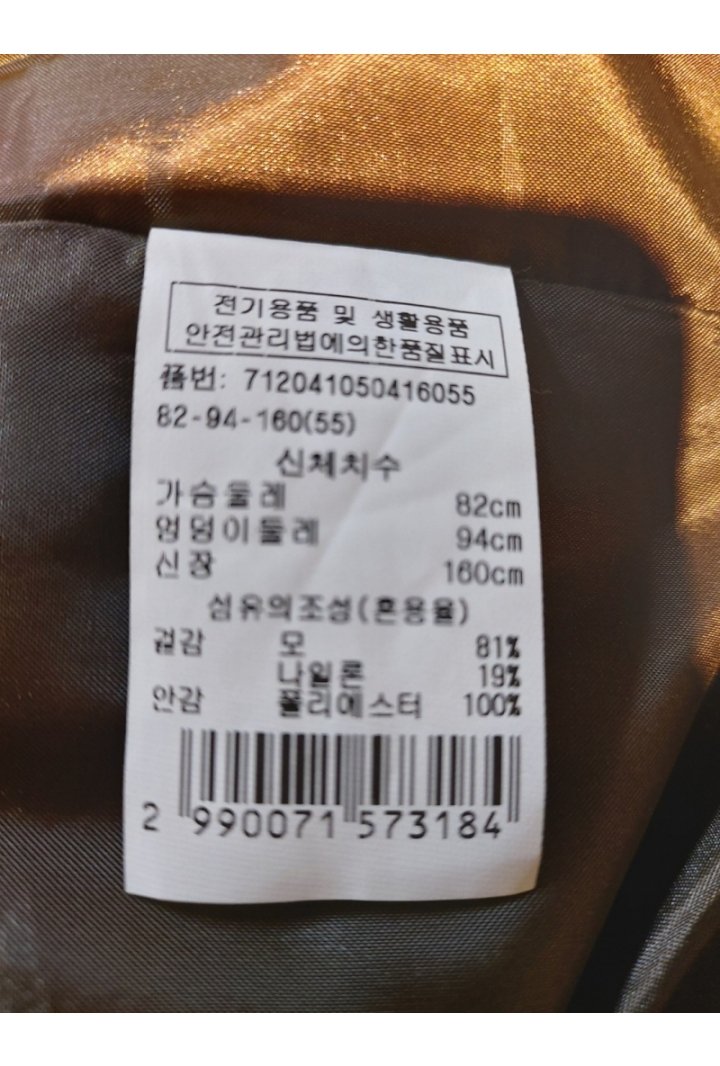 전기용품 및 생활용품
안전관리법에의한품질표시
품번: 712041050416055
82-94-160(55)
신체치수
가슴둘레 82cm
엉덩이둘레 94cm
신장 160cm
섬유의조성(혼용율)
겉감 모 81%
나일론 19%
안감 폴리에스터 100%
2 990071 573184